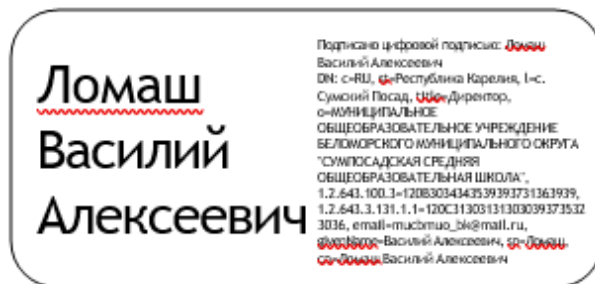 Ломаш
Василий
Алексеевич
Подписано цифровой подписью: Ломаш
Василий Алексеевич
DN: c=RU, st=Республика Карелия, l=с.
Сумский Посад, title=Директор,
o=МУНИЦИПАЛЬНОЕ
ОБЩЕОБРАЗОВАТЕЛЬНОЕ УЧРЕЖДЕНИЕ
БЕЛОМОРСКОГО МУНИЦИПАЛЬНОГО ОКРУГА
"СУМПОСАДСКАЯ СРЕДНЯЯ
ОБЩЕОБРАЗОВАТЕЛЬНАЯ ШКОЛА",
1.2.643.100.3=120B3034343539393731363939,
1.2.643.3.131.1.1=120C31303131303039373532
3036, email=mucbmuo_bk@mail.ru,
givenName=Василий Алексеевич, sn=Ломаш,
cn=Ломаш Василий Алексеевич